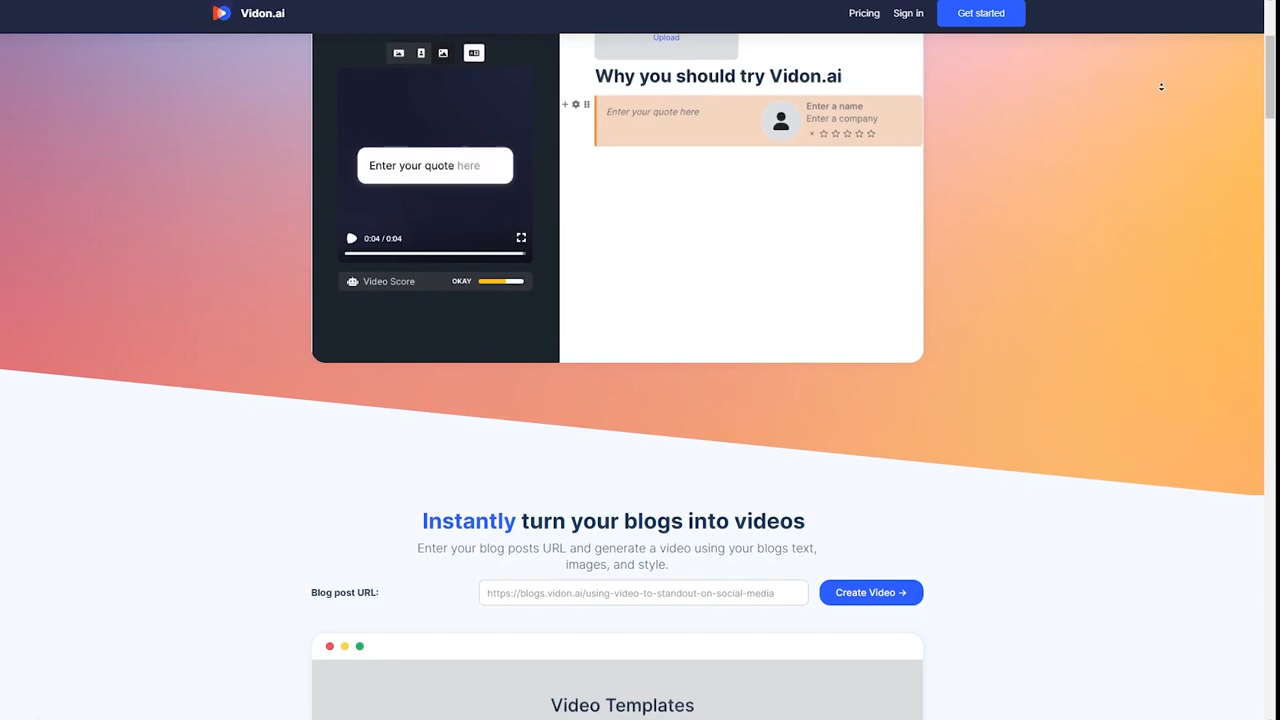 Vidon.ai
Pricing
Sign in
Get started
Upload
Why you should try Vidon.ai
Enter your quote here
Enter a name
Enter a company
Enter your quote here
0:04 / 0:04
Video Score
OKAY
Instantly turn your blogs into videos
Enter your blog posts URL and generate a video using your blogs text,
images, and style.
Blog post URL:
https://blogs.vidon.ai/using-video-to-standout-on-social-media
Create Video →
Video Templates